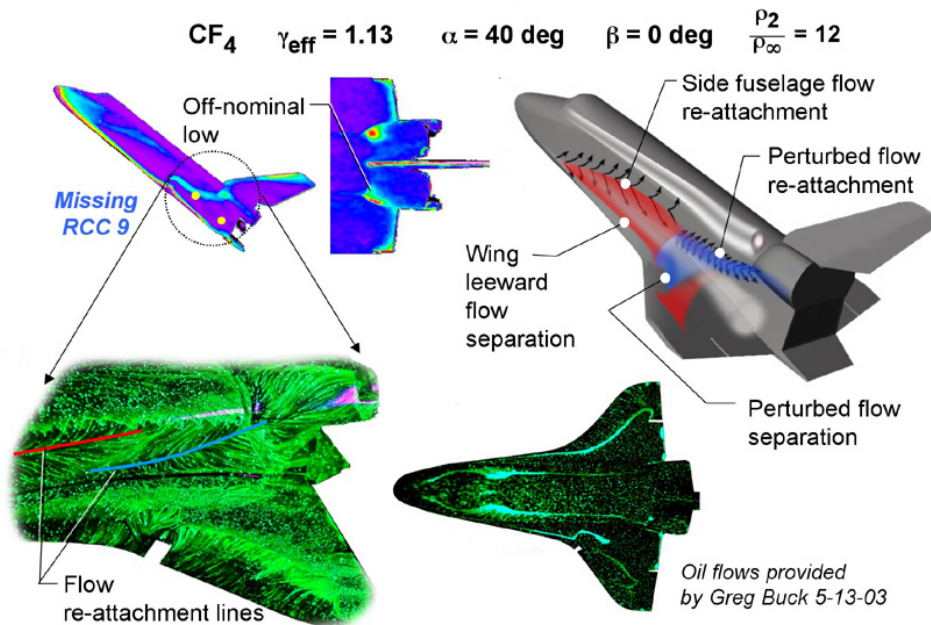 CF₄ γeff = 1.13 α = 40 deg β = 0 deg ρ₂/ρ∞ = 12
Off-nominal
low
Missing
RCC 9
Side fuselage flow
re-attachment
Perturbed flow
re-attachment
Wing
leeward
flow
separation
Perturbed flow
separation
Flow
re-attachment lines
Oil flows provided
by Greg Buck 5-13-03